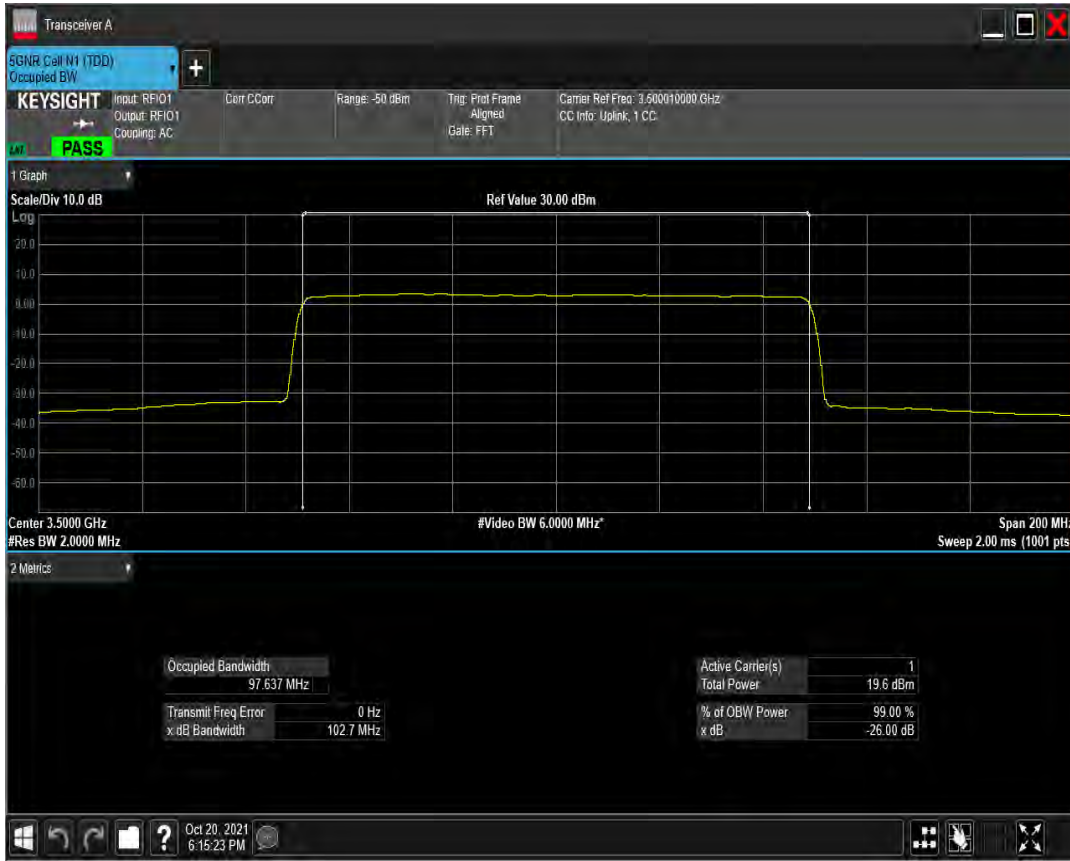 Transceiver A
5GNR Cell N1 (TDD)
Occupied BW
KEYSIGHT
Input: RFIO1
Output: RFIO1
Coupling: AC
Corr CCorr
Range: -50 dBm
Trig: Prot Frame
Aligned
Gate: FFT
Carrier Ref Freq: 3.500010000 GHz
CC Info: Uplink, 1 CC
PASS
1 Graph
Scale/Div 10.0 dB
Ref Value 30.00 dBm
Log
20.0
10.0
0.00
-10.0
-20.0
-30.0
-40.0
-50.0
-60.0
Center 3.5000 GHz
#Video BW 6.0000 MHz*
Span 200 MHz
#Res BW 2.0000 MHz
Sweep 2.00 ms (1001 pts
2 Metrics
Occupied Bandwidth
97.637 MHz
Transmit Freq Error 0 Hz
x dB Bandwidth 102.7 MHz
Active Carrier(s) 1
Total Power 19.6 dBm
% of OBW Power 99.00 %
x dB -26.00 dB
Oct 20, 2021
6:15:23 PM